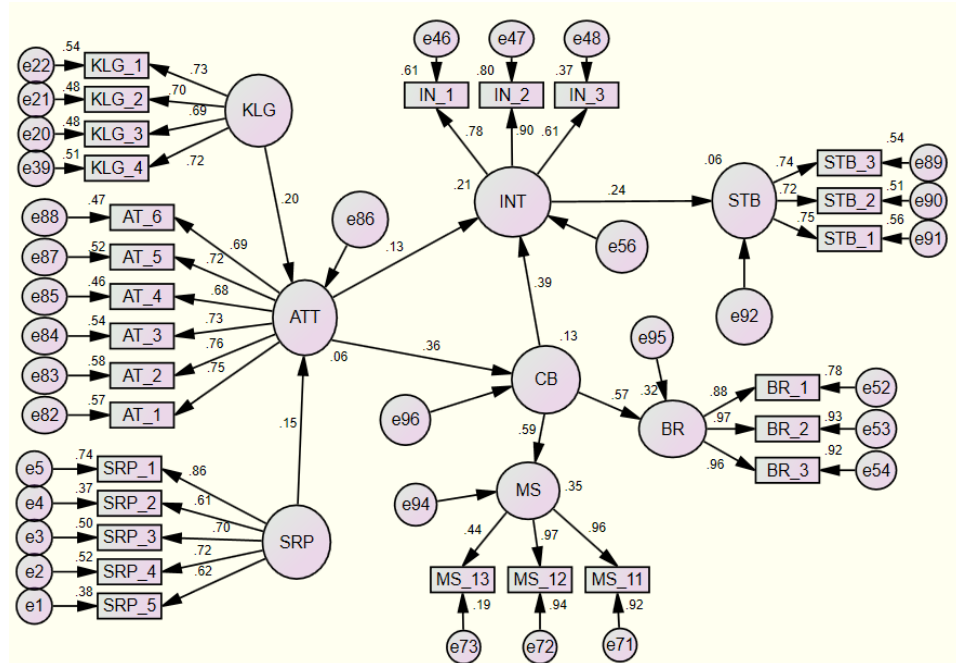 e46 e47 e48
.61 .80 .37
IN_1 IN_2 IN_3
.78 .90 .61
e22 .54 KLG_1 .73
e21 .48 KLG_2 .70
e20 .48 KLG_3 .69
e39 .51 KLG_4 .72
KLG
.20
e88 .47 AT_6 .69
e87 .52 AT_5 .72
e85 .46 AT_4 .68
e84 .54 AT_3 .73
e83 .58 AT_2 .76
e82 .57 AT_1 .75
e86
ATT
.06
.13
.36
.15
.21
INT
e56
.24
.39
.06
STB
e92
.74 STB_3 .54 e89
.72 STB_2 .51 e90
.75 STB_1 .56 e91
.13
CB
e96
.57
.59
e95
.32
BR
.88 BR_1 .78 e52
.97 BR_2 .93 e53
.96 BR_3 .92 e54
e5 .74 SRP_1 .86
e4 .37 SRP_2 .61
e3 .50 SRP_3 .70
e2 .52 SRP_4 .72
e1 .38 SRP_5 .62
SRP
e94
MS
.35
.44 .97 .96
MS_13 MS_12 MS_11
.19 .94 .92
e73 e72 e71